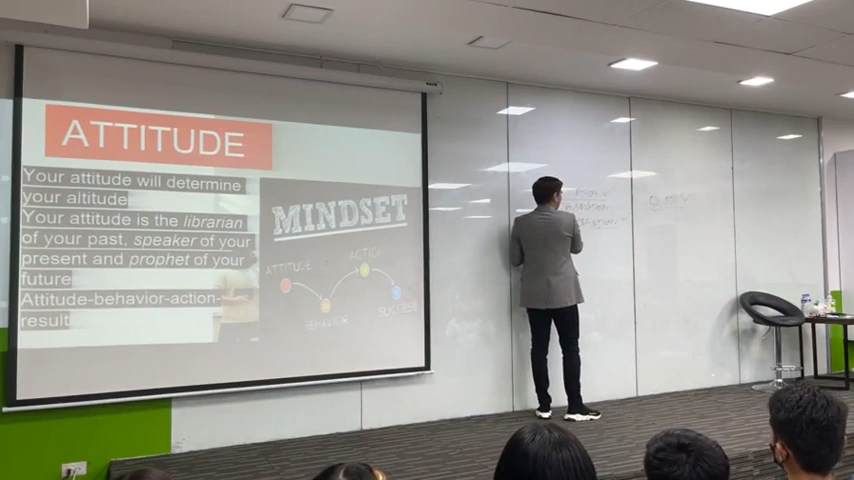 ATTITUDE
Your attitude will determine
your altitude
Your attitude is the librarian
of your past, speaker of your
present and prophet of your
future
Attitude-behavior-action-
result
MINDSET
ATTITUDE
ACTION
BEHAVIOR
SUCCESS